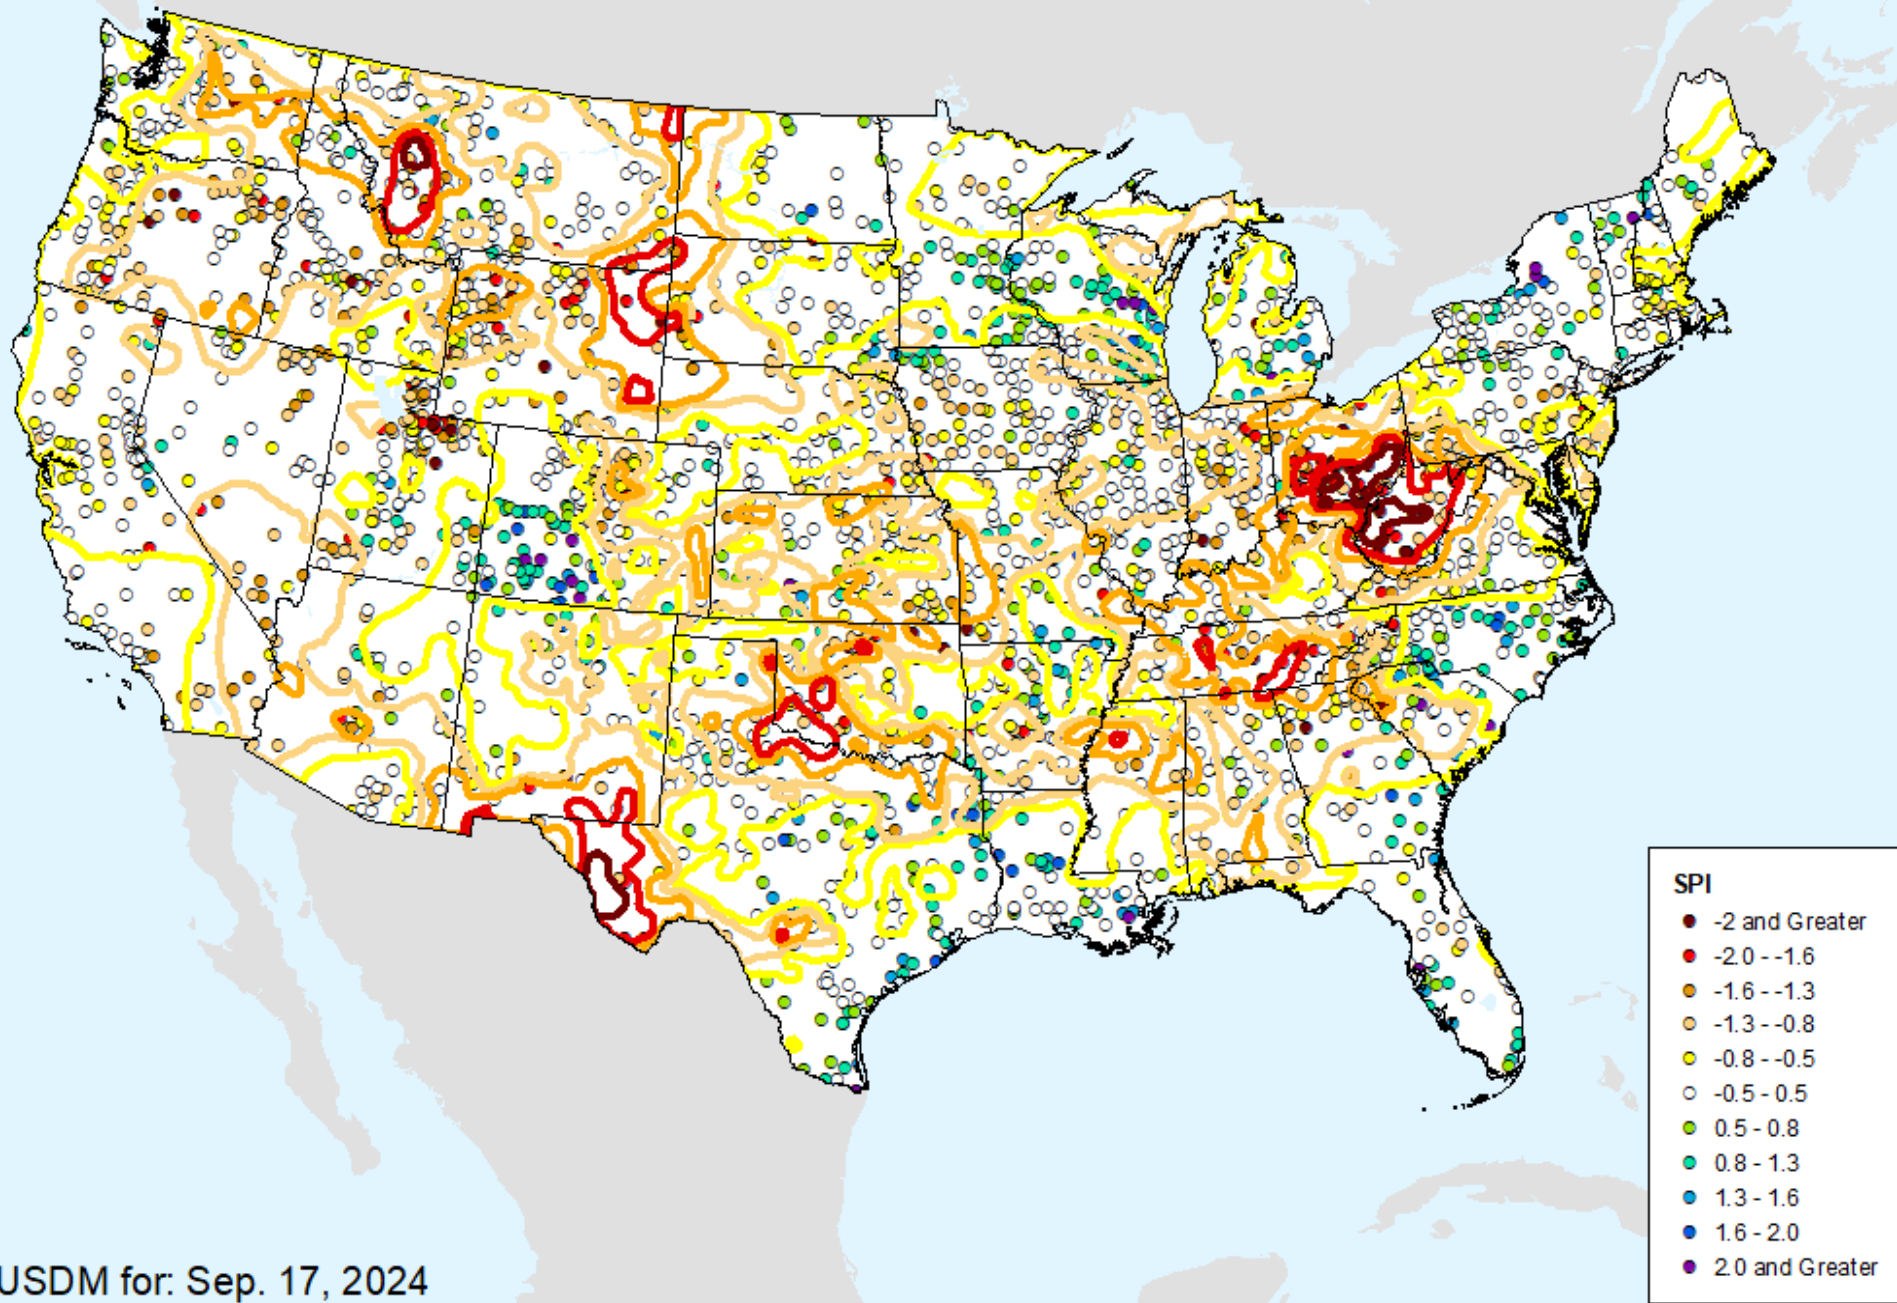 SPI
-2 and Greater
-2.0 - -1.6
-1.6 - -1.3
-1.3 - -0.8
-0.8 - -0.5
-0.5 - 0.5
0.5 - 0.8
0.8 - 1.3
1.3 - 1.6
1.6 - 2.0
2.0 and Greater
USDM for: Sep. 17, 2024